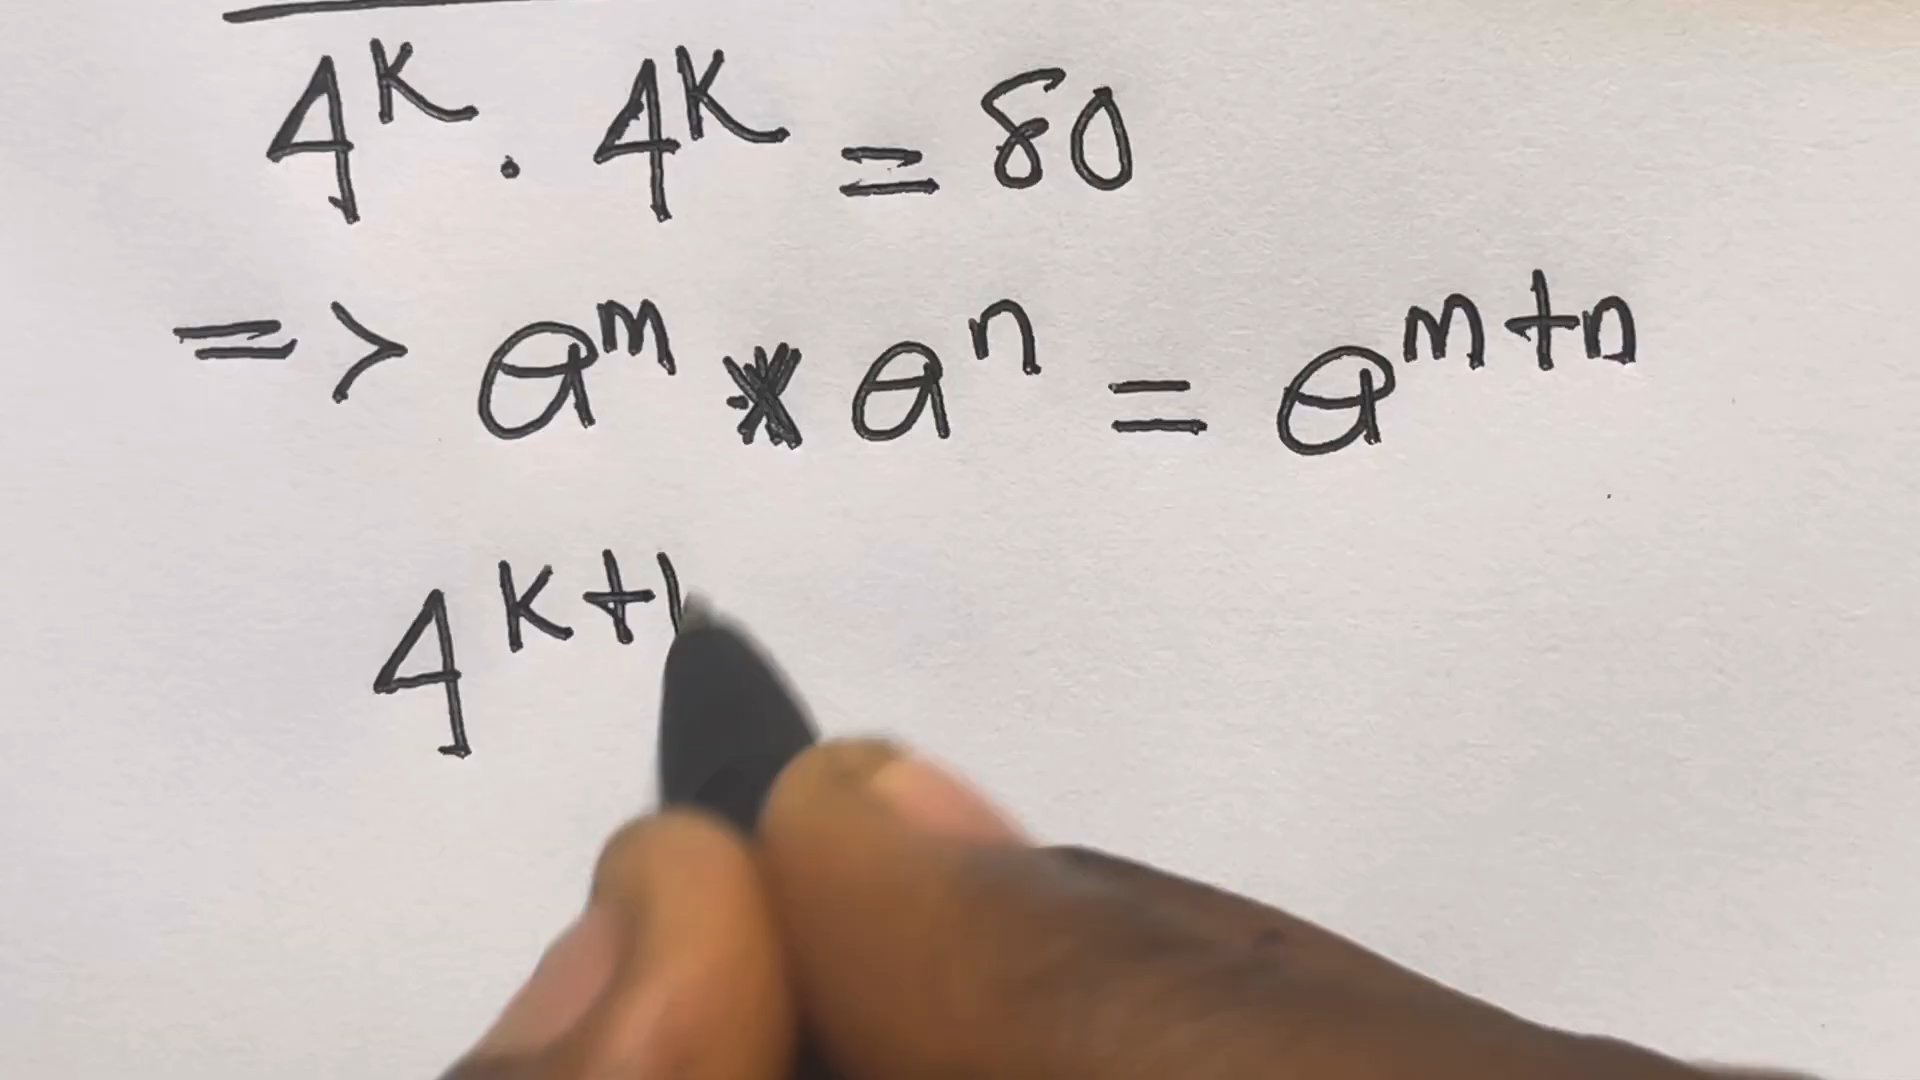 4^k . 4^k = 80
=> a^m * a^n = a^{m+n}
4^{k+